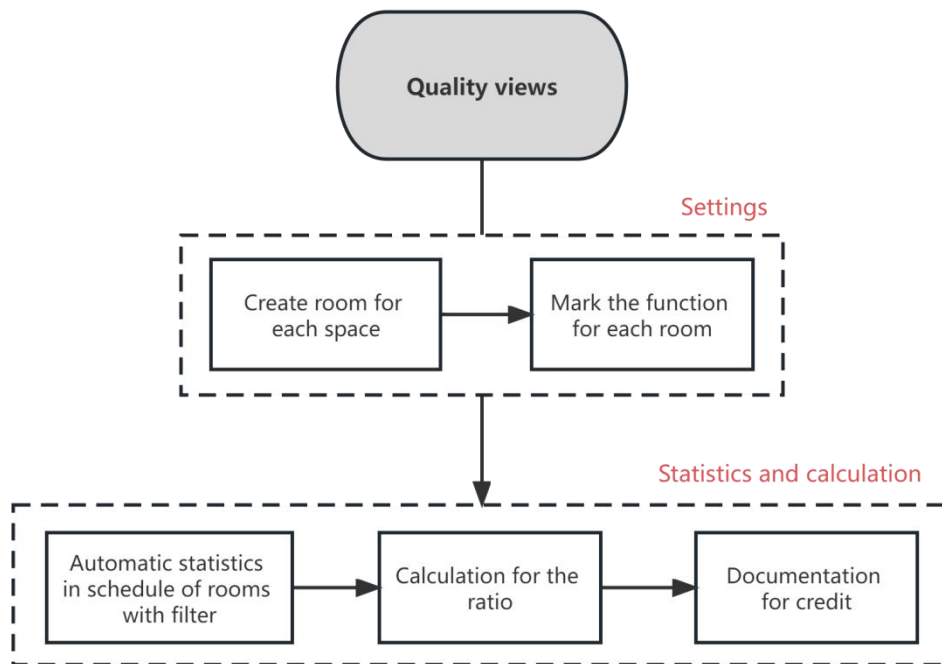 Quality views
Settings
Create room for
each space
Mark the function
for each room
Statistics and calculation
Automatic statistics
in schedule of rooms
with filter
Calculation for the
ratio
Documentation
for credit